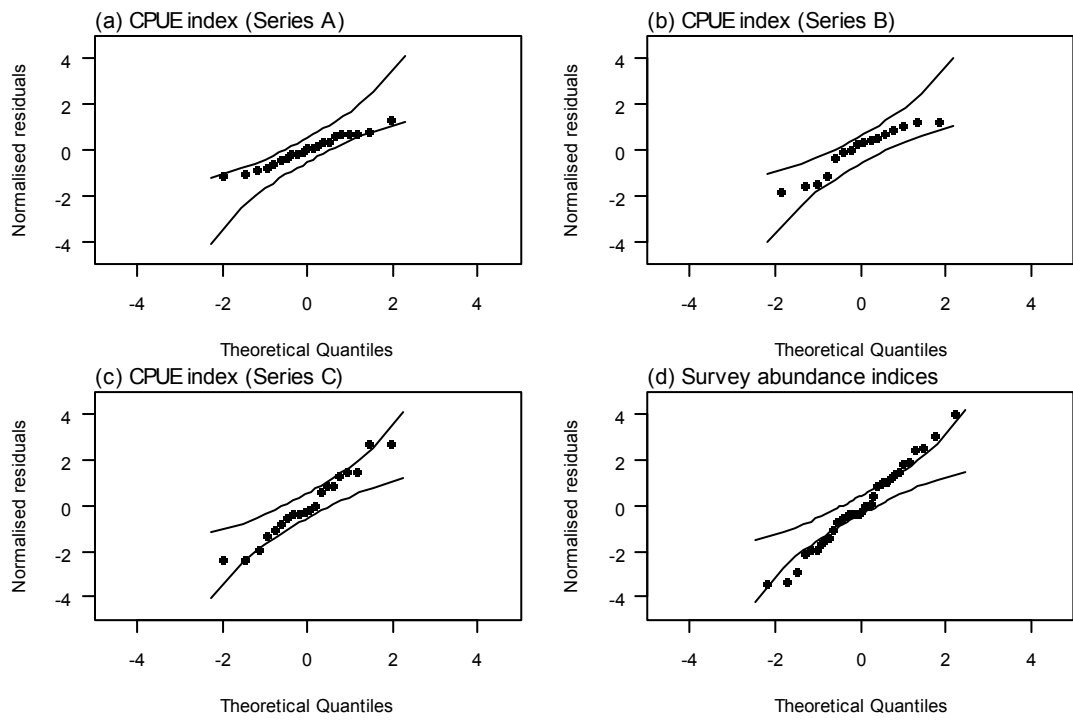 (a) CPUE index (Series A)
Normalised residuals
4
2
0
-2
-4
-4 -2 0 2 4
Theoretical Quantiles
(b) CPUE index (Series B)
Normalised residuals
4
2
0
-2
-4
-4 -2 0 2 4
Theoretical Quantiles
(c) CPUE index (Series C)
Normalised residuals
4
2
0
-2
-4
-4 -2 0 2 4
Theoretical Quantiles
(d) Survey abundance indices
Normalised residuals
4
2
0
-2
-4
-4 -2 0 2 4
Theoretical Quantiles